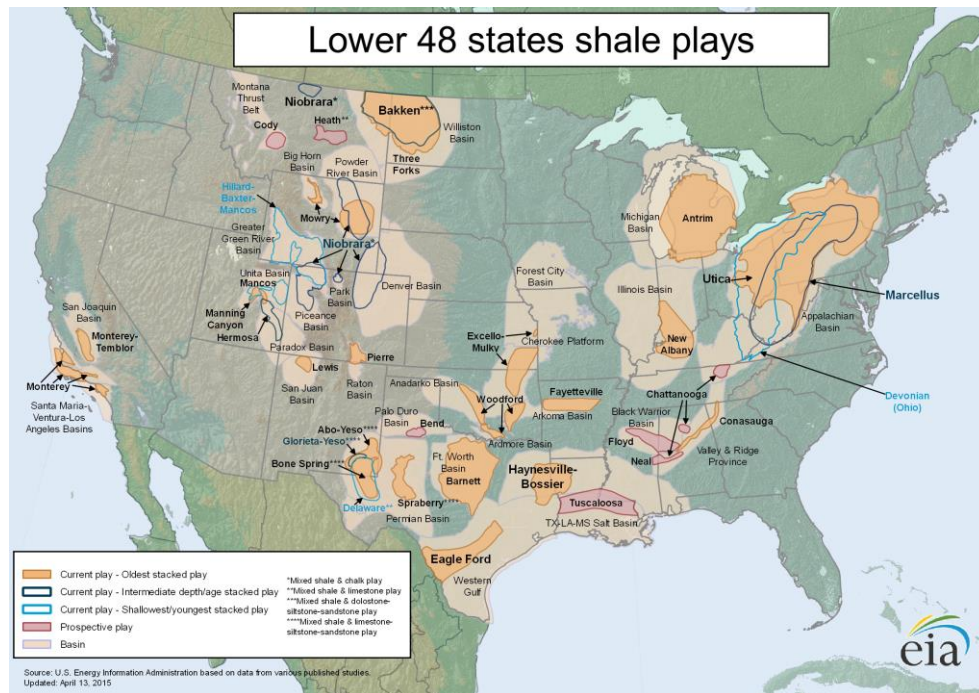 Lower 48 states shale plays
Montana
Thrust
Belt
Niobrara*
Bakken***
Cody
Heath**
Williston
Basin
Big Horn
Basin
Powder
River Basin
Three
Forks
Hillard-
Baxter-
Mancos
Mowry
Greater
Green River
Basin
Niobrara*
Michigan
Basin
Antrim
Unita Basin
Mancos
Park
Basin
Denver Basin
Forest City
Basin
Illinois Basin
Utica
Marcellus
San Joaquin
Basin
Manning
Canyon
Piceance
Basin
Hermosa
Appalachian
Basin
Monterey-
Temblor
Paradox Basin
Excello-
Mulky
Cherokee Platform
New
Albany
Lewis
Pierre
Monterey
San Juan
Basin
Raton
Basin
Anadarko Basin
Woodford
Fayetteville
Chattanooga
Devonian
(Ohio)
Santa Maria-
Ventura-Los
Angeles Basins
Palo Duro
Basin
Bend
Arkoma Basin
Black Warrior
Basin
Conasauga
Abo-Yeso****
Glorieta-Yeso****
Ardmore Basin
Floyd
Neal
Valley & Ridge
Province
Bone Spring****
Ft. Worth
Basin
Barnett
Haynesville-
Bossier
Delaware**
Spraberry****
Permian Basin
Tuscaloosa
TX-LA-MS Salt Basin
Eagle Ford
Western
Gulf
Current play - Oldest stacked play
Current play - Intermediate depth/age stacked play
Current play - Shallowest/youngest stacked play
Prospective play
Basin
*Mixed shale & chalk play
**Mixed shale & limestone play
***Mixed shale & dolostone-
siltstone-sandstone play
****Mixed shale & limestone-
siltstone-sandstone play
Source: U.S. Energy Information Administration based on data from various published studies.
Updated: April 13, 2015
eia